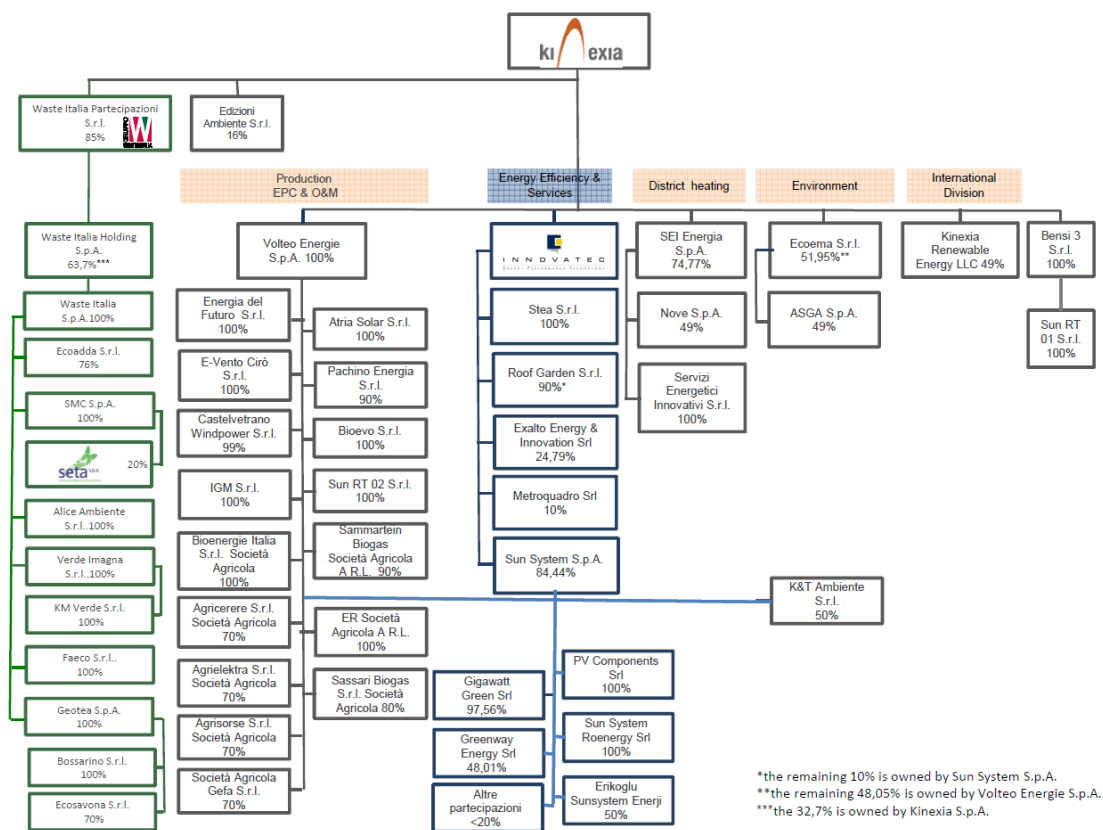 kinexia
Waste Italia Partecipazioni
S.r.l.
85%
Edizioni
Ambiente S.r.l.
16%
Production
EPC & O&M
Energy Efficiency &
Services
District heating
Environment
International
Division
Waste Italia Holding
S.p.A.
63,7%***
Volteo Energie
S.p.A. 100%
INNOVATEC
ENERGY PERFORMANCE TECHNOLOGY
SEI Energia
S.p.A.
74,77%
Ecoema S.r.l.
51,95%**
Kinexia
Renewable
Energy LLC 49%
Bensi 3
S.r.l.
100%
Waste Italia
S.p.A.100%
Ecoadda S.r.l.
76%
SMC S.p.A.
100%
seta s.p.a.
20%
Alice Ambiente
S.r.l..100%
Verde Imagna
S.r.l..100%
KM Verde S.r.l.
100%
Faeco S.r.l..
100%
Geotea S.p.A.
100%
Bossarino S.r.l.
100%
Ecosavona S.r.l.
70%
Energia del
Futuro S.r.l.
100%
E-Vento Cirò
S.r.l.
100%
Castelvetrano
Windpower S.r.l.
99%
IGM S.r.l.
100%
Bioenergie Italia
S.r.l. Società
Agricola
100%
Agricerere S.r.l.
Società Agricola
70%
Agrielektra S.r.l.
Società Agricola
70%
Agrisorse S.r.l.
Società Agricola
70%
Società Agricola
Gefa S.r.l.
70%
Atria Solar S.r.l.
100%
Pachino Energia
S.r.l.
90%
Bioevo S.r.l.
100%
Sun RT 02 S.r.l.
100%
Sammartein
Biogas
Società Agricola
A R.L. 90%
ER Società
Agricola A R.L.
100%
Sassari Biogas
S.r.l. Società
Agricola 80%
Stea S.r.l.
100%
Roof Garden S.r.l.
90%*
Exalto Energy &
Innovation Srl
24,79%
Metroquadro Srl
10%
Sun System S.p.A.
84,44%
Gigawatt
Green Srl
97,56%
Greenway
Energy Srl
48,01%
Altre
partecipazioni
<20%
PV Components
Srl
100%
Sun System
Roenergy Srl
100%
Erikoglu
Sunsystem Enerji
50%
Nove S.p.A.
49%
Servizi
Energetici
Innovativi S.r.l.
100%
ASGA S.p.A.
49%
Sun RT
01 S.r.l.
100%
K&T Ambiente
S.r.l.
50%
*the remaining 10% is owned by Sun System S.p.A.
**the remaining 48,05% is owned by Volteo Energie S.p.A.
***the 32,7% is owned by Kinexia S.p.A.